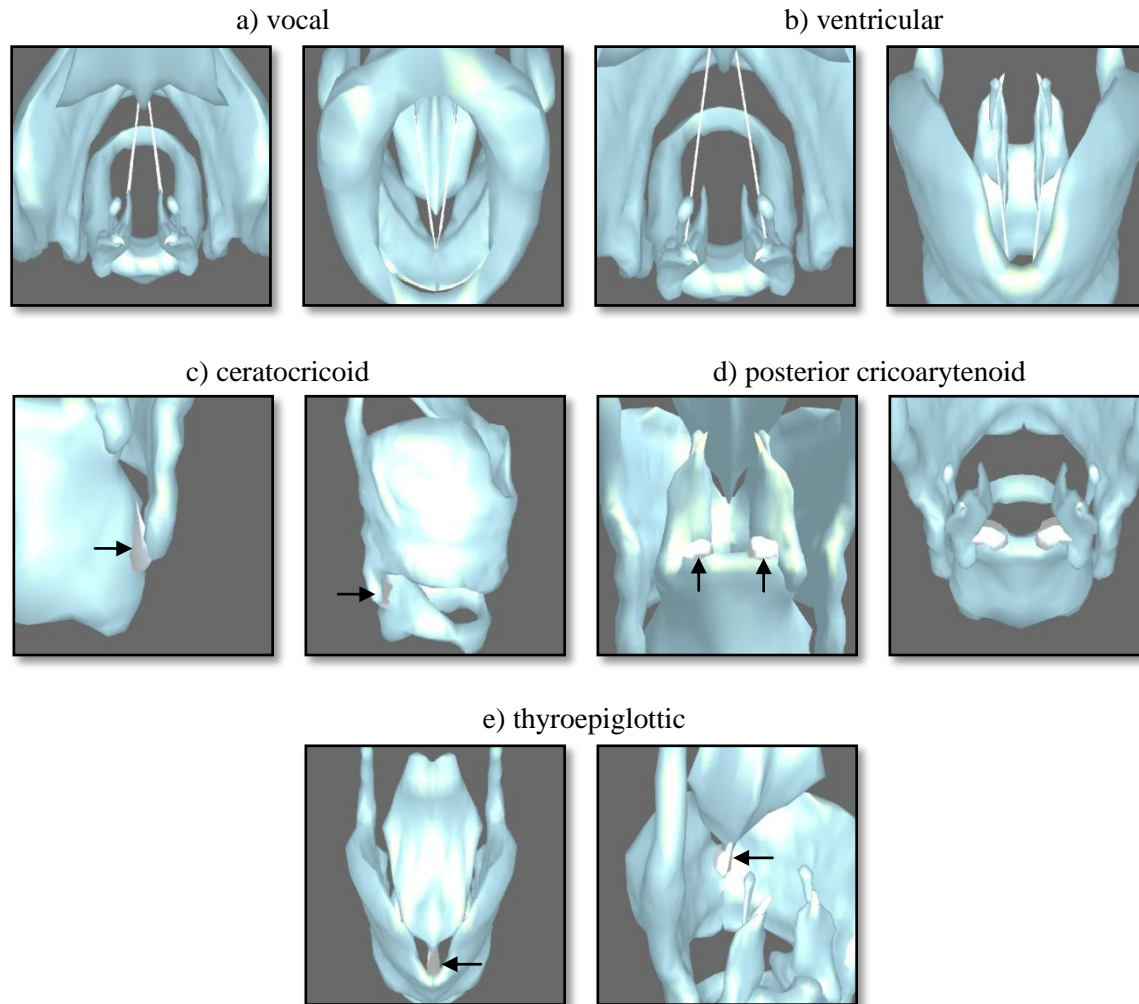 a) vocal
b) ventricular
c) ceratocricoid
d) posterior cricoarytenoid
e) thyroepiglottic